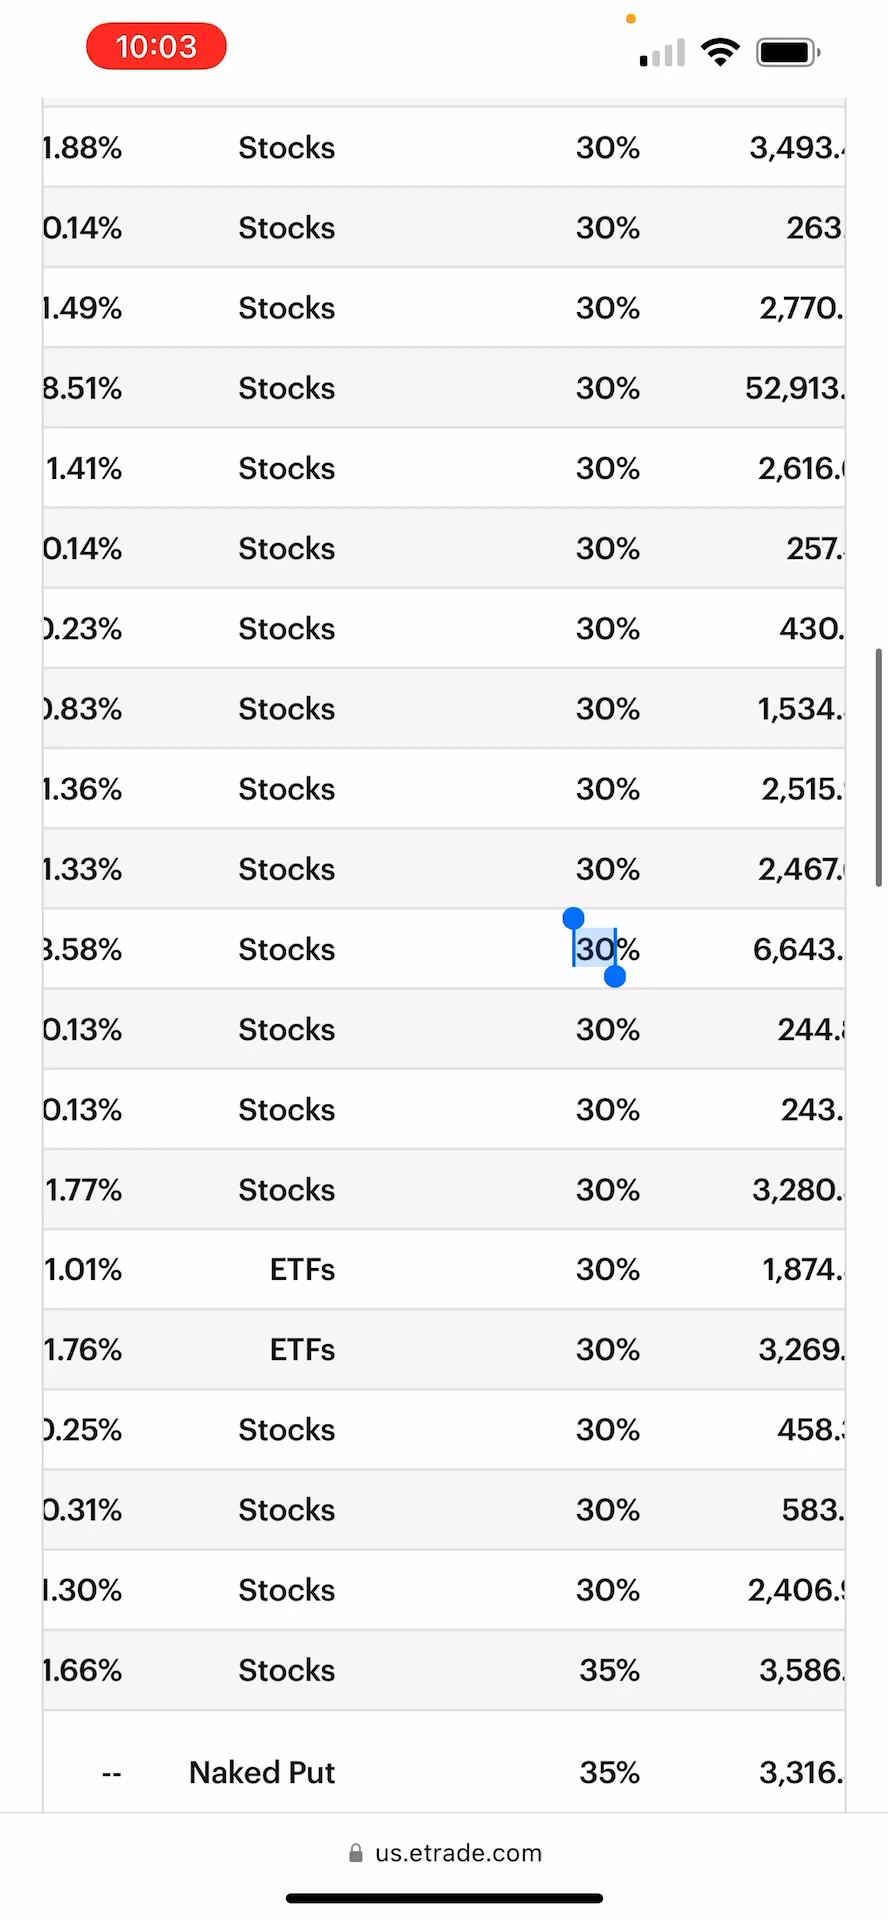 10:03
1.88% Stocks 30% 3,493.
0.14% Stocks 30% 263.
1.49% Stocks 30% 2,770.
8.51% Stocks 30% 52,913.
1.41% Stocks 30% 2,616.
0.14% Stocks 30% 257.
0.23% Stocks 30% 430.
0.83% Stocks 30% 1,534.
1.36% Stocks 30% 2,515.
1.33% Stocks 30% 2,467.
3.58% Stocks 30% 6,643.
0.13% Stocks 30% 244.
0.13% Stocks 30% 243.
1.77% Stocks 30% 3,280.
1.01% ETFs 30% 1,874.
1.76% ETFs 30% 3,269.
0.25% Stocks 30% 458.
0.31% Stocks 30% 583.
1.30% Stocks 30% 2,406.
1.66% Stocks 35% 3,586.
-- Naked Put 35% 3,316.
us.etrade.com